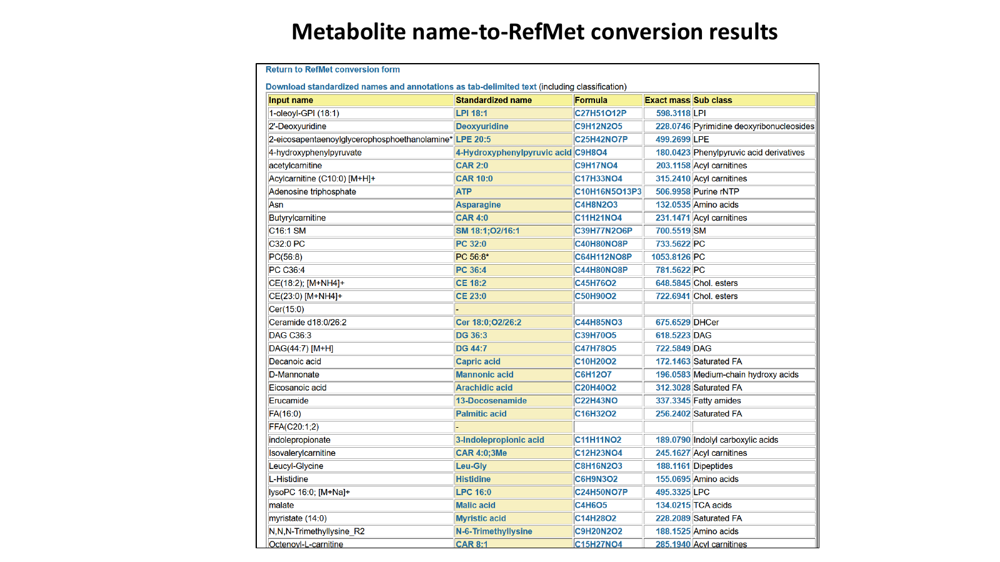 Metabolite name-to-RefMet conversion results
Return to RefMet conversion form
Download standardized names and annotations as tab-delimited text (including classification)
Input name Standardized name Formula Exact mass Sub class
1-oleoyl-GPI (18:1) LPI 18:1 C27H51O12P 598.3118 LPI
2'-Deoxyuridine Deoxyuridine C9H12N2O5 228.0746 Pyrimidine deoxyribonucleosides
2-eicosapentaenoylglycerophosphoethanolamine* LPE 20:5 C25H42NO7P 499.2699 LPE
4-hydroxyphenylpyruvate 4-Hydroxyphenylpyruvic acid C9H8O4 180.0423 Phenylpyruvic acid derivatives
acetylcarnitine CAR 2:0 C9H17NO4 203.1158 Acyl carnitines
Acylcarnitine (C10:0) [M+H]+ CAR 10:0 C17H33NO4 315.2410 Acyl carnitines
Adenosine triphosphate ATP C10H16N5O13P3 506.9958 Purine rNTP
Asn Asparagine C4H8N2O3 132.0535 Amino acids
Butyrylcarnitine CAR 4:0 C11H21NO4 231.1471 Acyl carnitines
C16:1 SM SM 18:1;O2/16:1 C39H77N2O6P 700.5519 SM
C32:0 PC PC 32:0 C40H80NO8P 733.5622 PC
PC(56:8) PC 56:8* C64H112NO8P 1053.8126 PC
PC C36:4 PC 36:4 C44H80NO8P 781.5622 PC
CE(18:2); [M+NH4]+ CE 18:2 C45H76O2 648.5845 Chol. esters
CE(23:0) [M+NH4]+ CE 23:0 C50H90O2 722.6941 Chol. esters
Cer(15:0) -
Ceramide d18:0/26:2 Cer 18:0;O2/26:2 C44H85NO3 675.6529 DHCer
DAG C36:3 DG 36:3 C39H70O5 618.5223 DAG
DAG(44:7) [M+H] DG 44:7 C47H78O5 722.5849 DAG
Decanoic acid Capric acid C10H20O2 172.1463 Saturated FA
D-Mannonate Mannonic acid C6H12O7 196.0583 Medium-chain hydroxy acids
Eicosanoic acid Arachidic acid C20H40O2 312.3028 Saturated FA
Erucamide 13-Docosenamide C22H43NO 337.3345 Fatty amides
FA(16:0) Palmitic acid C16H32O2 256.2402 Saturated FA
FFA(C20:1;2) -
indolepropionate 3-Indolepropionic acid C11H11NO2 189.0790 Indolyl carboxylic acids
Isovalerylcarnitine CAR 4:0;3Me C12H23NO4 245.1627 Acyl carnitines
Leucyl-Glycine Leu-Gly C8H16N2O3 188.1161 Dipeptides
L-Histidine Histidine C6H9N3O2 155.0695 Amino acids
lysoPC 16:0; [M+Na]+ LPC 16:0 C24H50NO7P 495.3325 LPC
malate Malic acid C4H6O5 134.0215 TCA acids
myristate (14:0) Myristic acid C14H28O2 228.2089 Saturated FA
N,N,N-Trimethyllysine_R2 N-6-Trimethyllysine C9H20N2O2 188.1525 Amino acids
Octenoyl-L-carnitine CAR 8:1 C15H27NO4 285.1940 Acyl carnitines